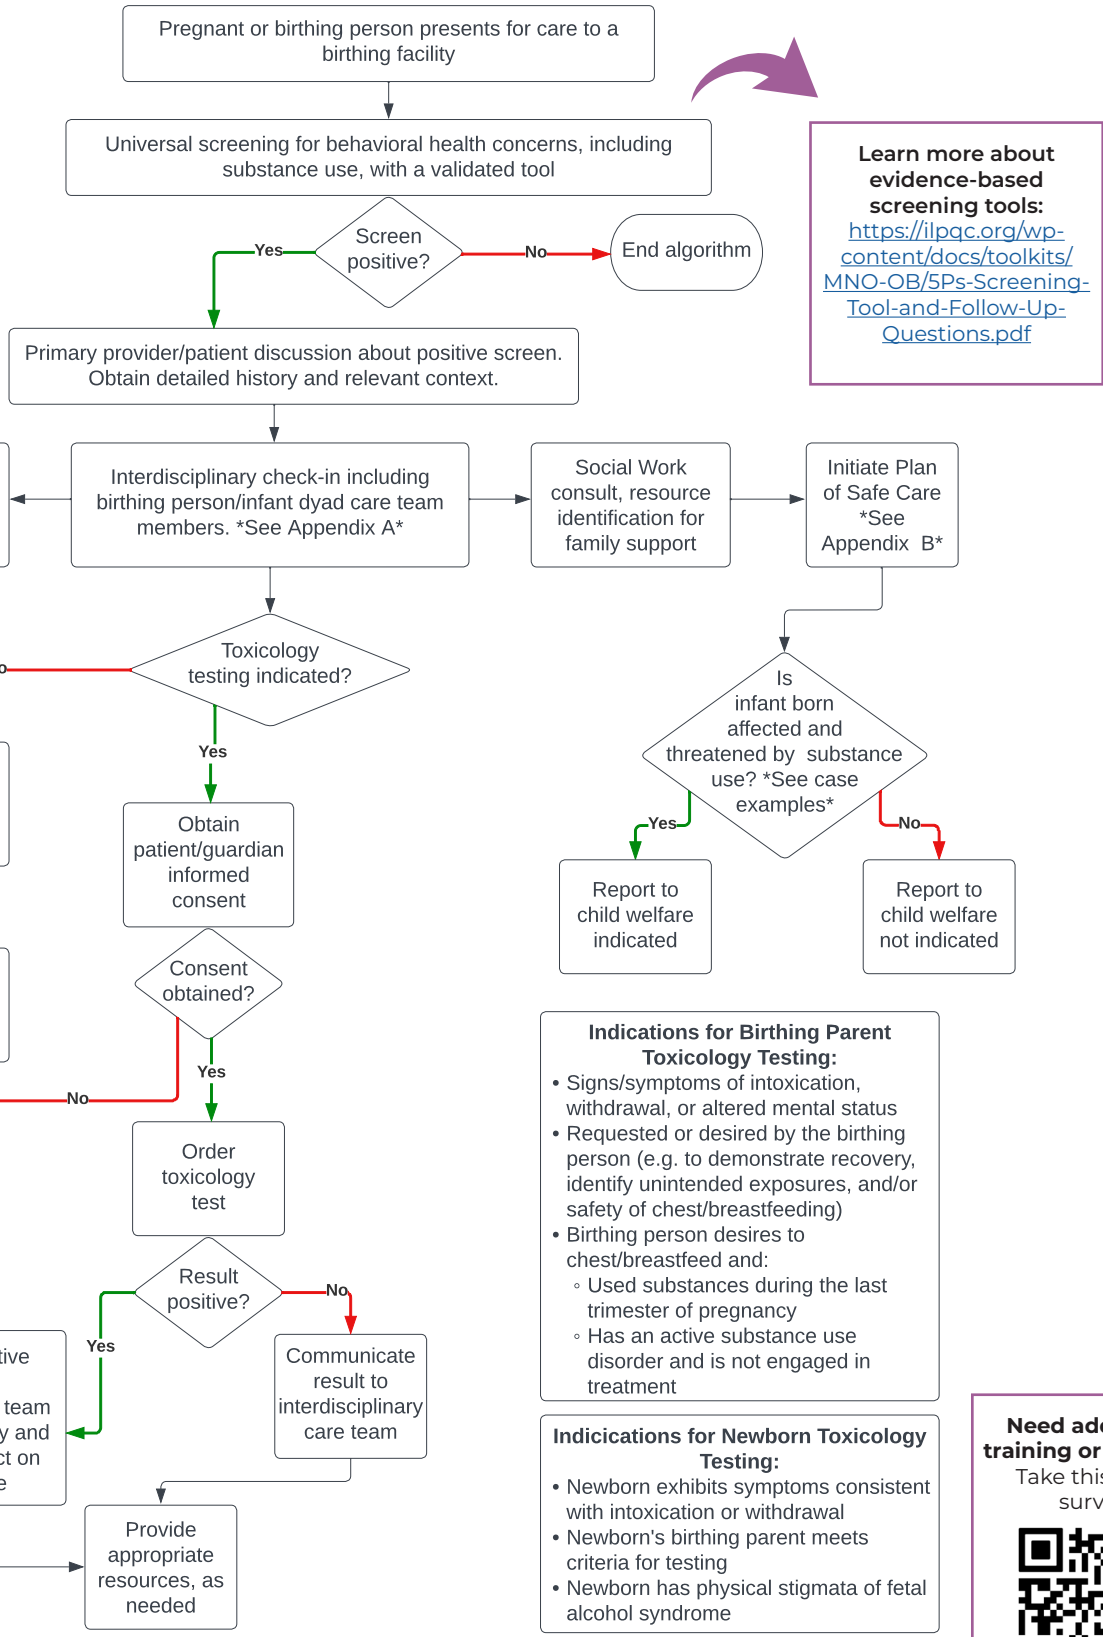 Pregnant or birthing person presents for care to a
birthing facility
Universal screening for behavioral health concerns, including
substance use, with a validated tool
Learn more about
evidence-based
screening tools:
https://ilpqc.org/wp-
content/docs/toolkits/
MNO-OB/5Ps-Screening-
Tool-and-Follow-Up-
Questions.pdf
Screen
positive?
Yes
No
End algorithm
Primary provider/patient discussion about positive screen.
Obtain detailed history and relevant context.
Interdisciplinary check-in including
birthing person/infant dyad care team
members. *See Appendix A*
Social Work
consult, resource
identification for
family support
Initiate Plan
of Safe Care
*See
Appendix B*
Toxicology
testing indicated?
Yes
Is
infant born
affected and
threatened by substance
use? *See case
examples*
Yes
No
Obtain
patient/guardian
informed
consent
Report to
child welfare
indicated
Report to
child welfare
not indicated
Consent
obtained?
Yes
No
Order
toxicology
test
Indications for Birthing Parent
Toxicology Testing:
• Signs/symptoms of intoxication,
withdrawal, or altered mental status
• Requested or desired by the birthing
person (e.g. to demonstrate recovery,
identify unintended exposures, and/or
safety of chest/breastfeeding)
• Birthing person desires to
chest/breastfeed and:
◦ Used substances during the last
trimester of pregnancy
◦ Has an active substance use
disorder and is not engaged in
treatment
Result
positive?
No
Yes
Communicate
result to
interdisciplinary
care team
team
and
on
Provide
appropriate
resources, as
needed
Indicications for Newborn Toxicology
Testing:
• Newborn exhibits symptoms consistent
with intoxication or withdrawal
• Newborn's birthing parent meets
criteria for testing
• Newborn has physical stigmata of fetal
alcohol syndrome
Need
training or
Take